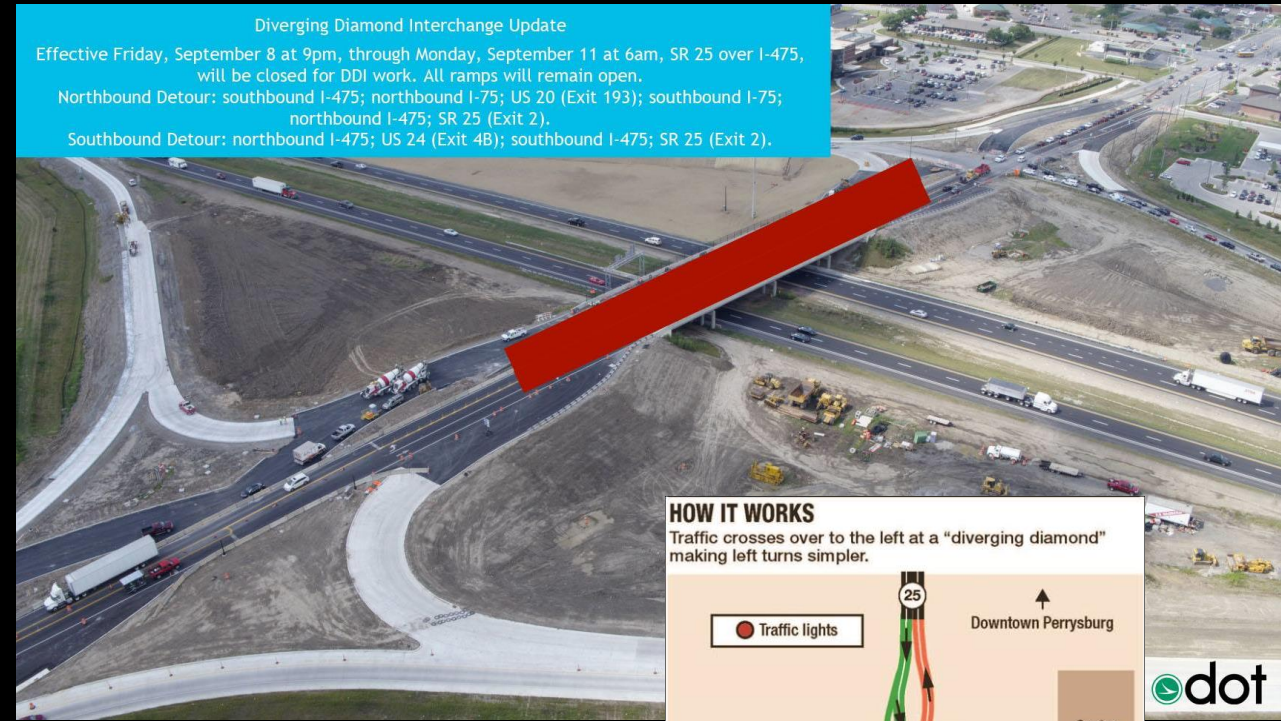 Diverging Diamond Interchange Update
Effective Friday, September 8 at 9pm, through Monday, September 11 at 6am, SR 25 over I-475,
will be closed for DDI work. All ramps will remain open.
Northbound Detour: southbound I-475; northbound I-75; US 20 (Exit 193); southbound I-75;
northbound I-475; SR 25 (Exit 2).
Southbound Detour: northbound I-475; US 24 (Exit 4B); southbound I-475; SR 25 (Exit 2).
HOW IT WORKS
Traffic crosses over to the left at a “diverging diamond”
making left turns simpler.
25
Traffic lights
Downtown Perrysburg
odot